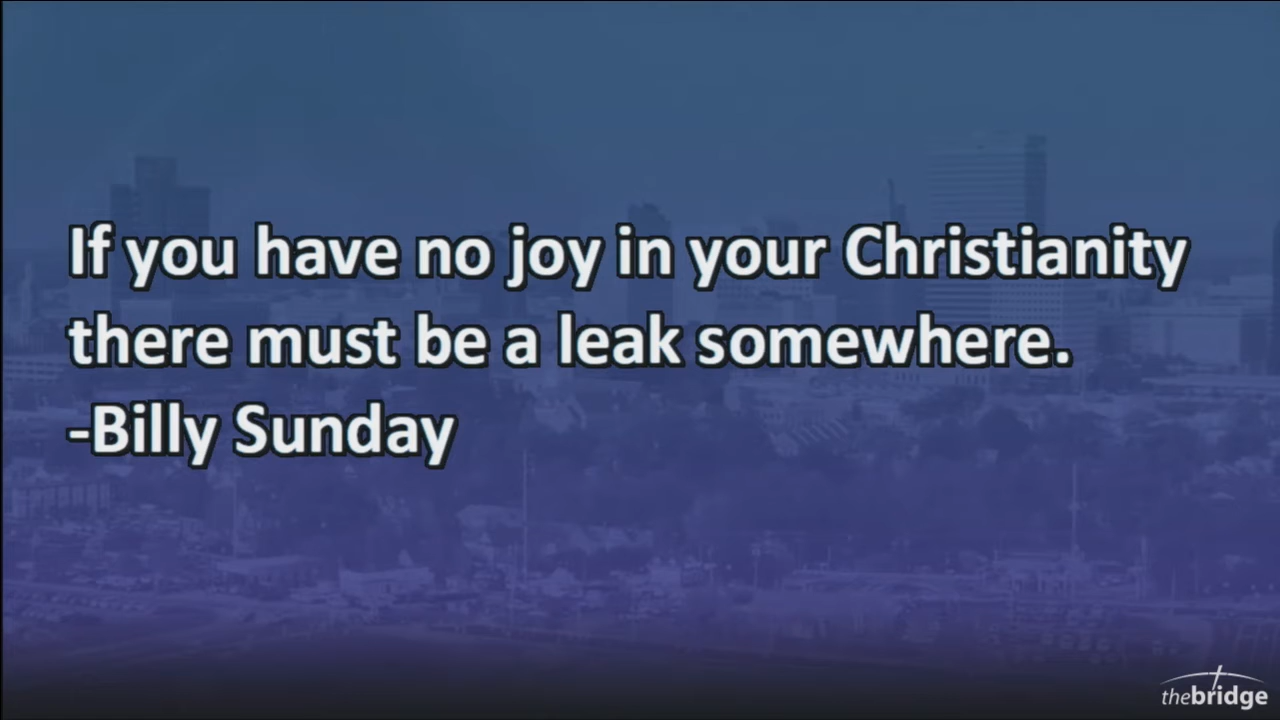 If you have no joy in your Christianity
there must be a leak somewhere.
-Billy Sunday
thebridge